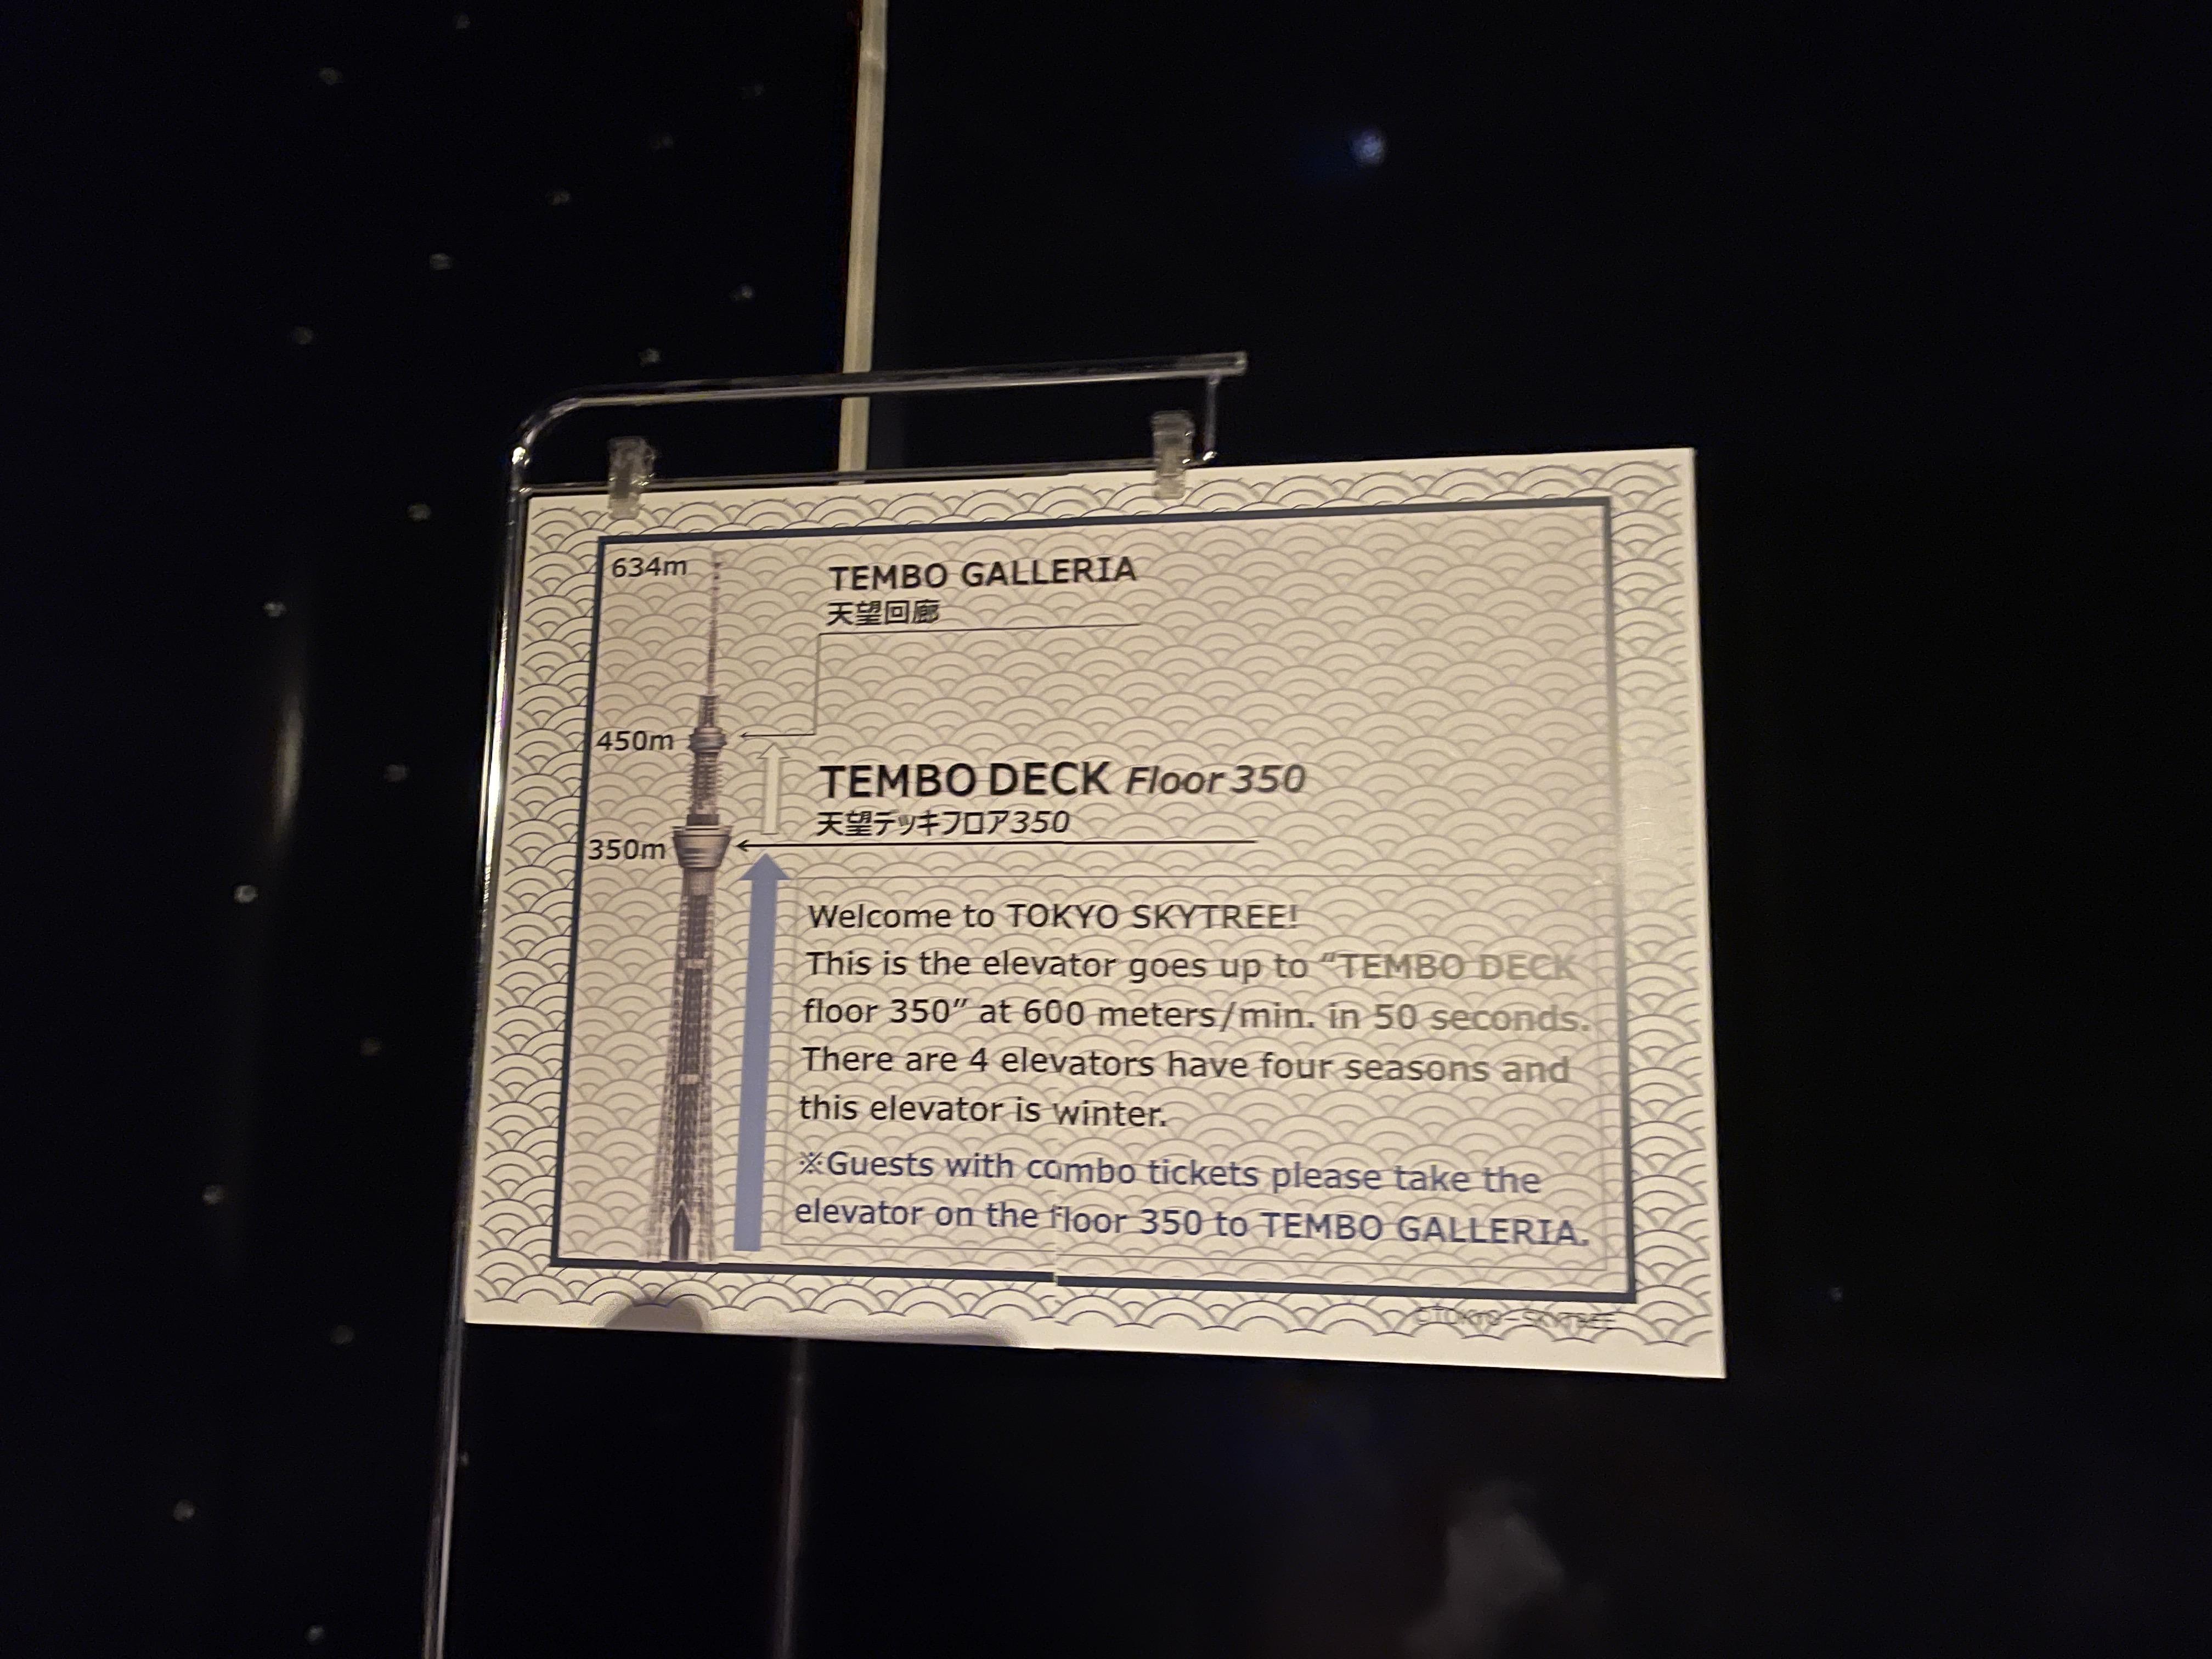 634m
TEMBO GALLERIA
天望回廊
450m
TEMBO DECK Floor 350
天望デッキフロア350
350m
Welcome to TOKYO SKYTREE!
This is the elevator goes up to “TEMBO DECK
floor 350” at 600 meters/min. in 50 seconds.
There are 4 elevators have four seasons and
this elevator is winter.
※Guests with combo tickets please take the
elevator on the floor 350 to TEMBO GALLERIA.
©TOKYO-SKYTREE